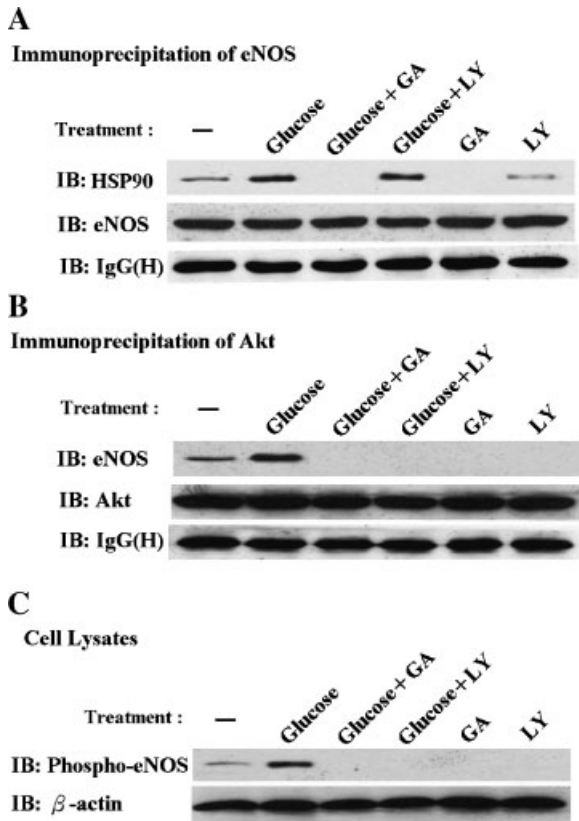 A
Immunoprecipitation of eNOS
Treatment : — Glucose Glucose+GA Glucose+LY GA LY
IB: HSP90
IB: eNOS
IB: IgG(H)
B
Immunoprecipitation of Akt
Treatment : — Glucose Glucose+GA Glucose+LY GA LY
IB: eNOS
IB: Akt
IB: IgG(H)
C
Cell Lysates
Treatment : — Glucose Glucose+GA Glucose+LY GA LY
IB: Phospho-eNOS
IB: β-actin